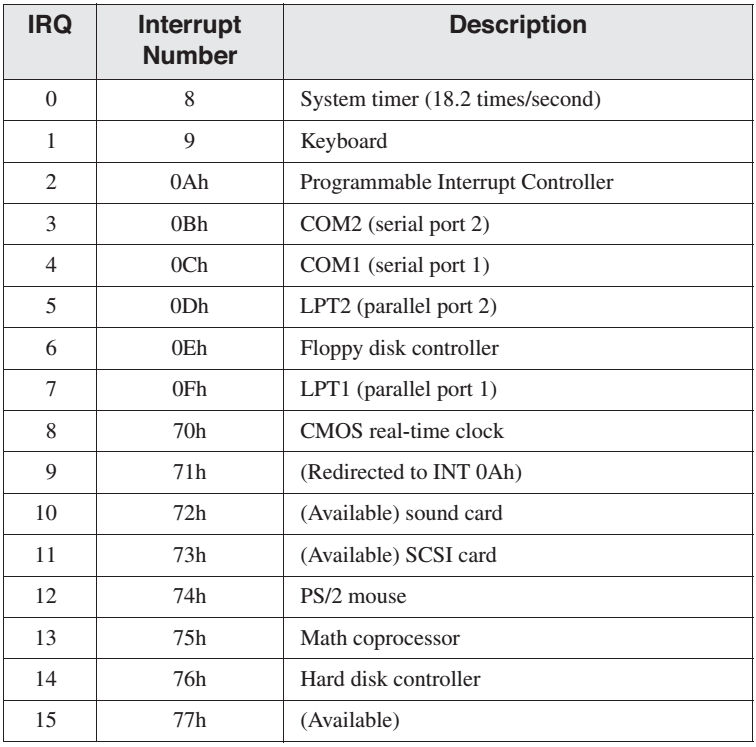 IRQ Interrupt Number Description
0 8 System timer (18.2 times/second)
1 9 Keyboard
2 0Ah Programmable Interrupt Controller
3 0Bh COM2 (serial port 2)
4 0Ch COM1 (serial port 1)
5 0Dh LPT2 (parallel port 2)
6 0Eh Floppy disk controller
7 0Fh LPT1 (parallel port 1)
8 70h CMOS real-time clock
9 71h (Redirected to INT 0Ah)
10 72h (Available) sound card
11 73h (Available) SCSI card
12 74h PS/2 mouse
13 75h Math coprocessor
14 76h Hard disk controller
15 77h (Available)